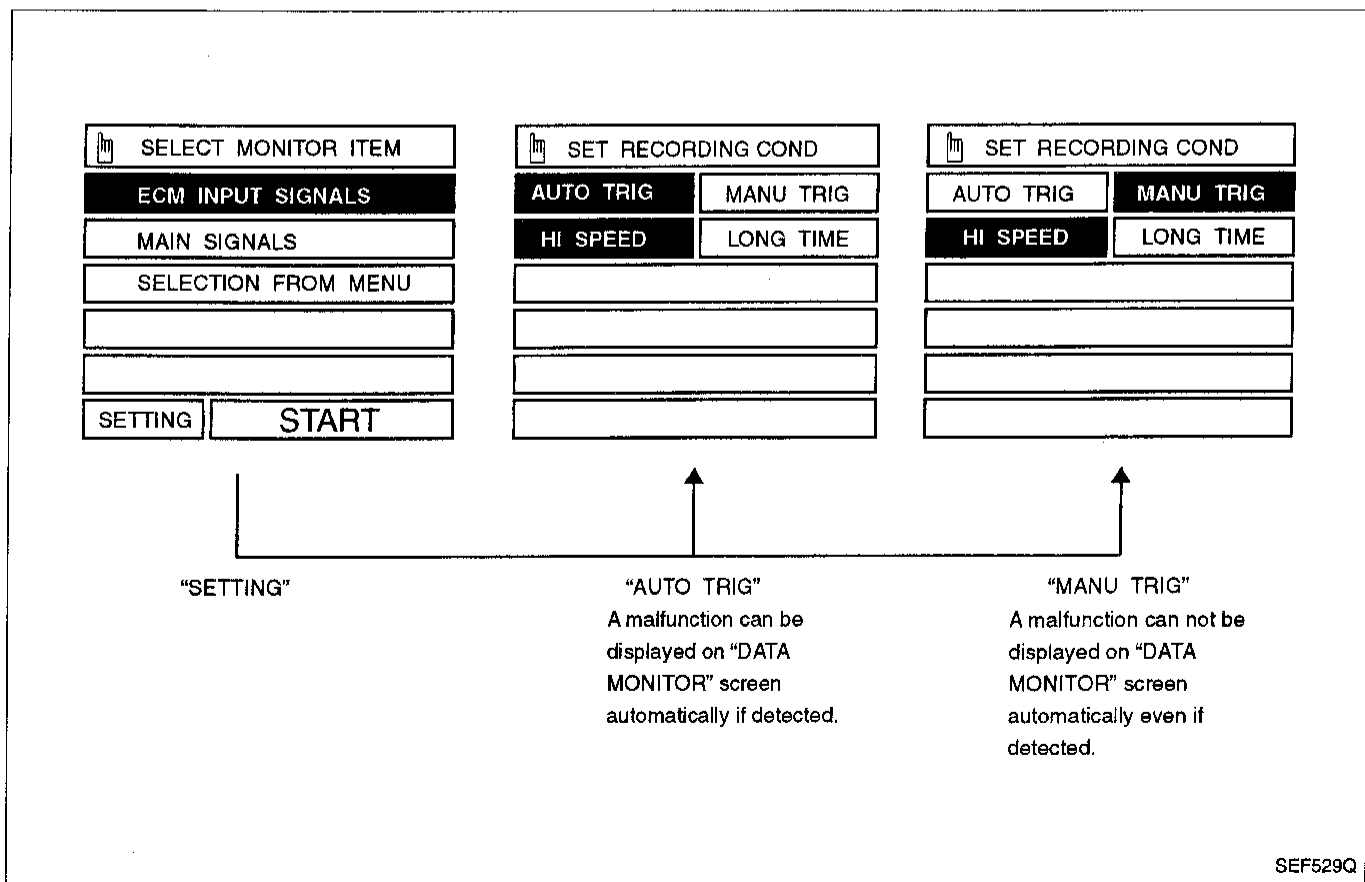 SELECT MONITOR ITEM
ECM INPUT SIGNALS
MAIN SIGNALS
SELECTION FROM MENU
SETTING
START
SET RECORDING COND
AUTO TRIG
MANU TRIG
HI SPEED
LONG TIME
SET RECORDING COND
AUTO TRIG
MANU TRIG
HI SPEED
LONG TIME
“SETTING”
“AUTO TRIG”
A malfunction can be
displayed on “DATA
MONITOR” screen
automatically if detected.
“MANU TRIG”
A malfunction can not be
displayed on “DATA
MONITOR” screen
automatically even if
detected.
SEF529Q